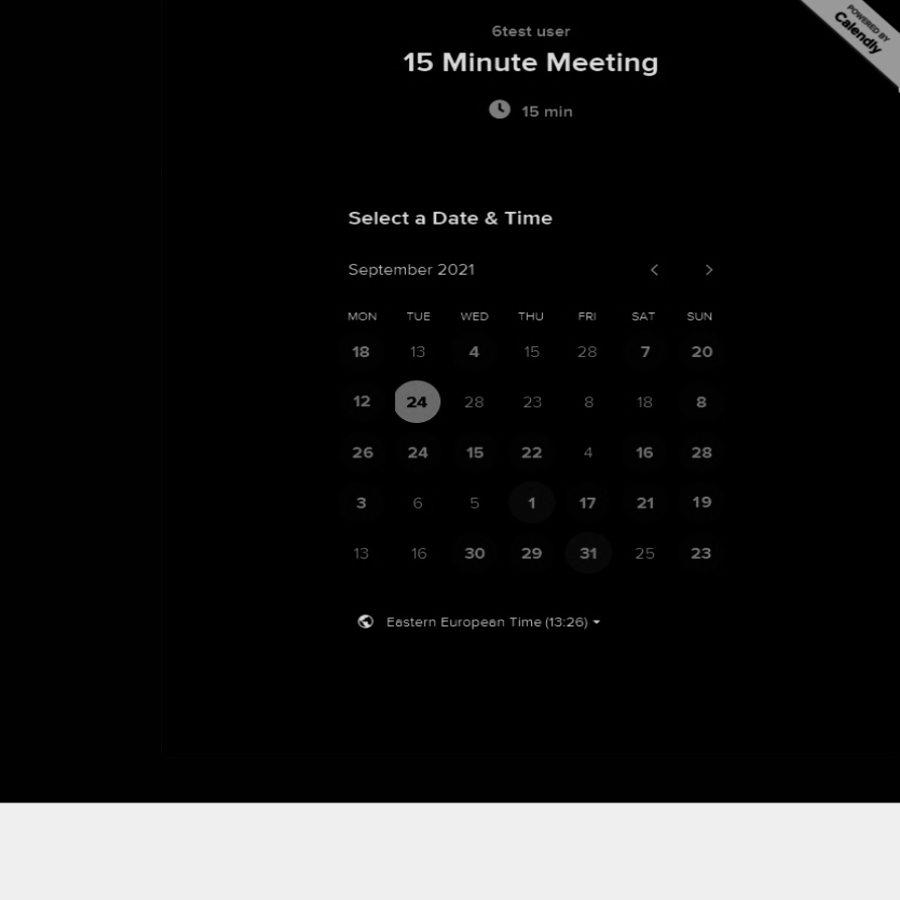 POWERED BY
Calendly
6test user
15 Minute Meeting
15 min
Select a Date & Time
September 2021
MON TUE WED THU FRI SAT SUN
18 13 4 15 28 7 20
12 24 28 23 8 18 8
26 24 15 22 4 16 28
3 6 5 1 17 21 19
13 16 30 29 31 25 23
Eastern European Time (13:26)